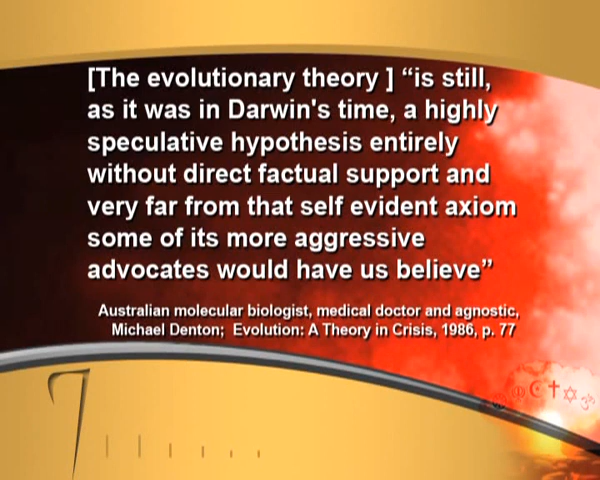 [The evolutionary theory ] “is still,
as it was in Darwin's time, a highly
speculative hypothesis entirely
without direct factual support and
very far from that self evident axiom
some of its more aggressive
advocates would have us believe”
Australian molecular biologist, medical doctor and agnostic,
Michael Denton; Evolution: A Theory in Crisis, 1986, p. 77